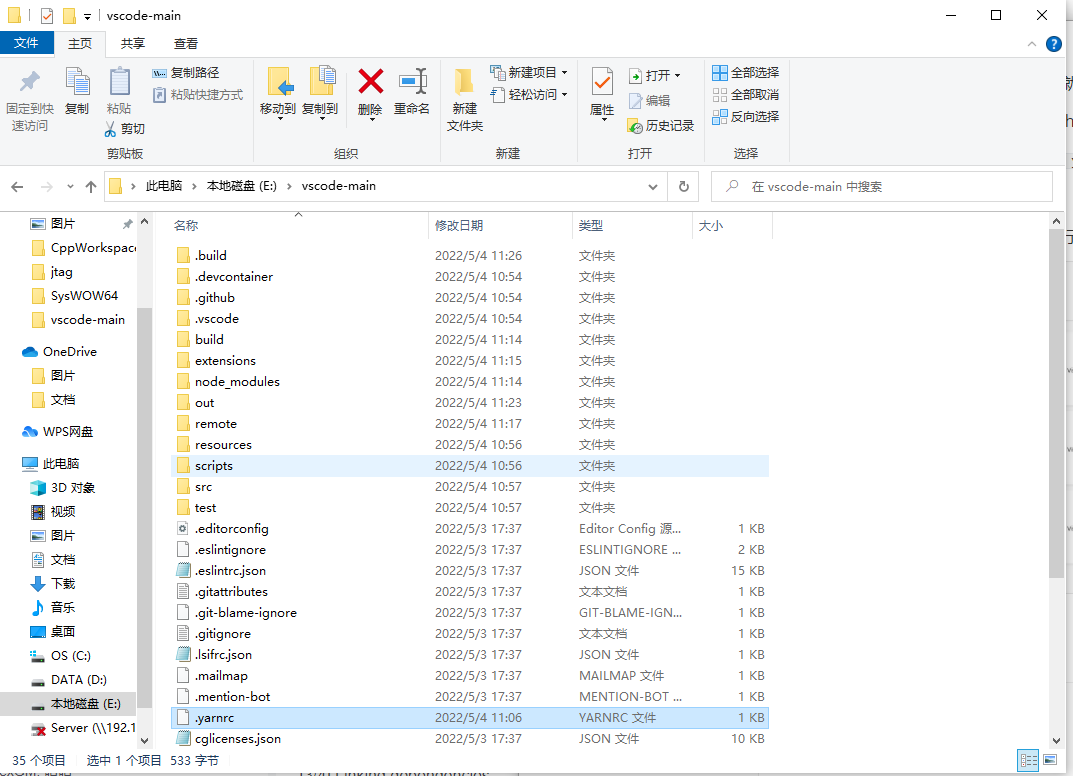 vscode-main
文件 主页 共享 查看
固定到快速访问
复制
粘贴
复制路径
粘贴快捷方式
剪切
剪贴板
移动到 复制到 删除 重命名
组织
新建文件夹
新建项目
轻松访问
新建
属性
打开
编辑
历史记录
打开
全部选择
全部取消
反向选择
选择
此电脑 › 本地磁盘 (E:) › vscode-main
在 vscode-main 中搜索
图片
CppWorkspac
jtag
SysWOW64
vscode-main
OneDrive
图片
文档
WPS网盘
此电脑
3D 对象
视频
图片
文档
下载
音乐
桌面
OS (C:)
DATA (D:)
本地磁盘 (E:)
Server (\\192.1
名称 修改日期 类型 大小
.build 2022/5/4 11:26 文件夹
.devcontainer 2022/5/4 10:54 文件夹
.github 2022/5/4 10:54 文件夹
.vscode 2022/5/4 10:54 文件夹
build 2022/5/4 11:14 文件夹
extensions 2022/5/4 11:15 文件夹
node_modules 2022/5/4 11:14 文件夹
out 2022/5/4 11:23 文件夹
remote 2022/5/4 11:17 文件夹
resources 2022/5/4 10:56 文件夹
scripts 2022/5/4 10:56 文件夹
src 2022/5/4 10:57 文件夹
test 2022/5/4 10:57 文件夹
.editorconfig 2022/5/3 17:37 Editor Config 源... 1 KB
.eslintignore 2022/5/3 17:37 ESLINTIGNORE ... 2 KB
.eslintrc.json 2022/5/3 17:37 JSON 文件 15 KB
.gitattributes 2022/5/3 17:37 文本文档 1 KB
.git-blame-ignore 2022/5/3 17:37 GIT-BLAME-IGN... 1 KB
.gitignore 2022/5/3 17:37 文本文档 1 KB
.lsifrc.json 2022/5/3 17:37 JSON 文件 1 KB
.mailmap 2022/5/3 17:37 MAILMAP 文件 1 KB
.mention-bot 2022/5/3 17:37 MENTION-BOT ... 1 KB
.yarnrc 2022/5/4 11:06 YARNRC 文件 1 KB
cglicenses.json 2022/5/3 17:37 JSON 文件 10 KB
35 个项目 选中 1 个项目 533 字节